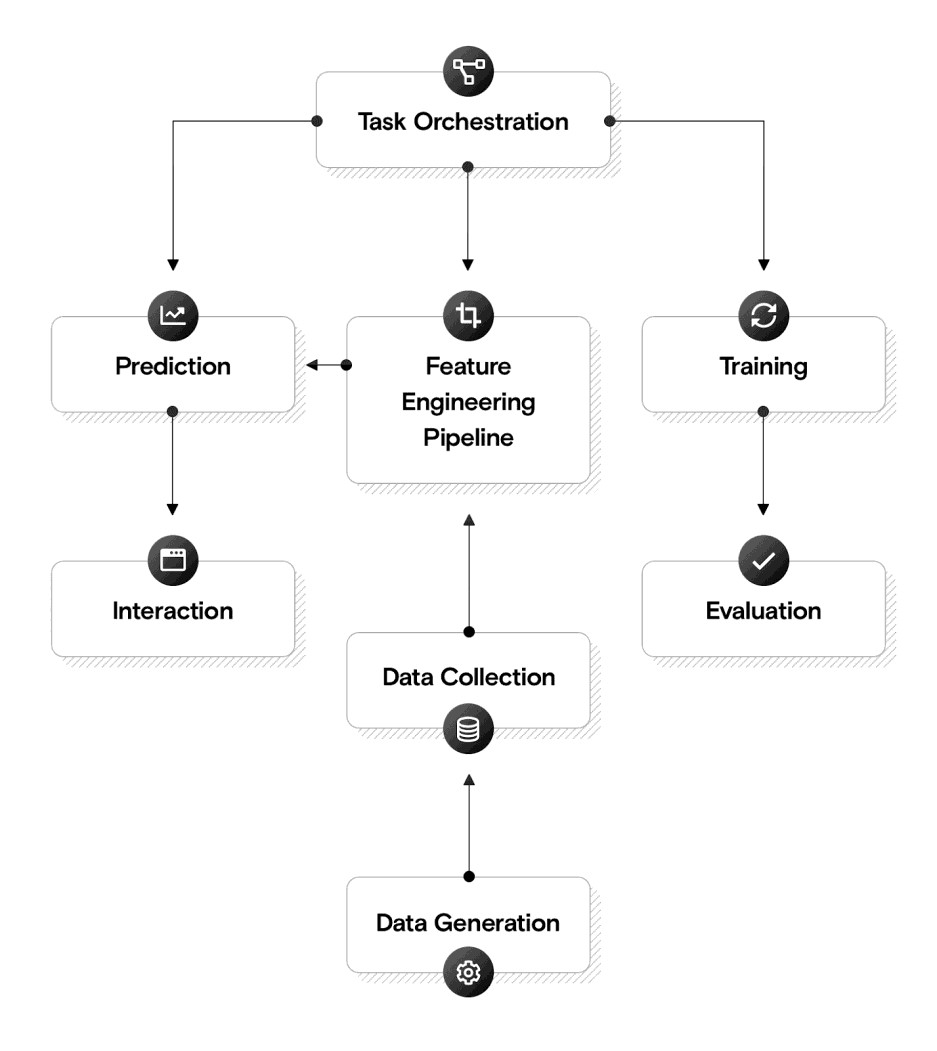 Task Orchestration
Prediction
Feature
Engineering
Pipeline
Training
Interaction
Evaluation
Data Collection
Data Generation